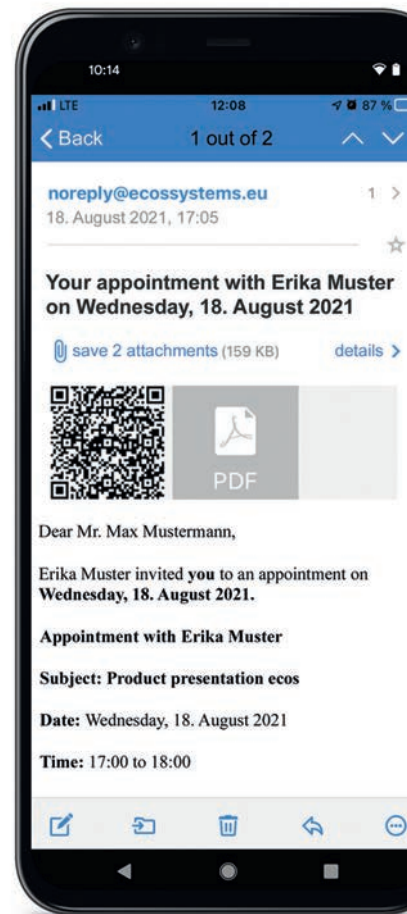 10:14
LTE 12:08 87 %
Back 1 out of 2
noreply@ecossystems.eu 1
18. August 2021, 17:05
Your appointment with Erika Muster
on Wednesday, 18. August 2021
save 2 attachments (159 KB) details
PDF
Dear Mr. Max Mustermann,
Erika Muster invited you to an appointment on
Wednesday, 18. August 2021.
Appointment with Erika Muster
Subject: Product presentation ecos
Date: Wednesday, 18. August 2021
Time: 17:00 to 18:00